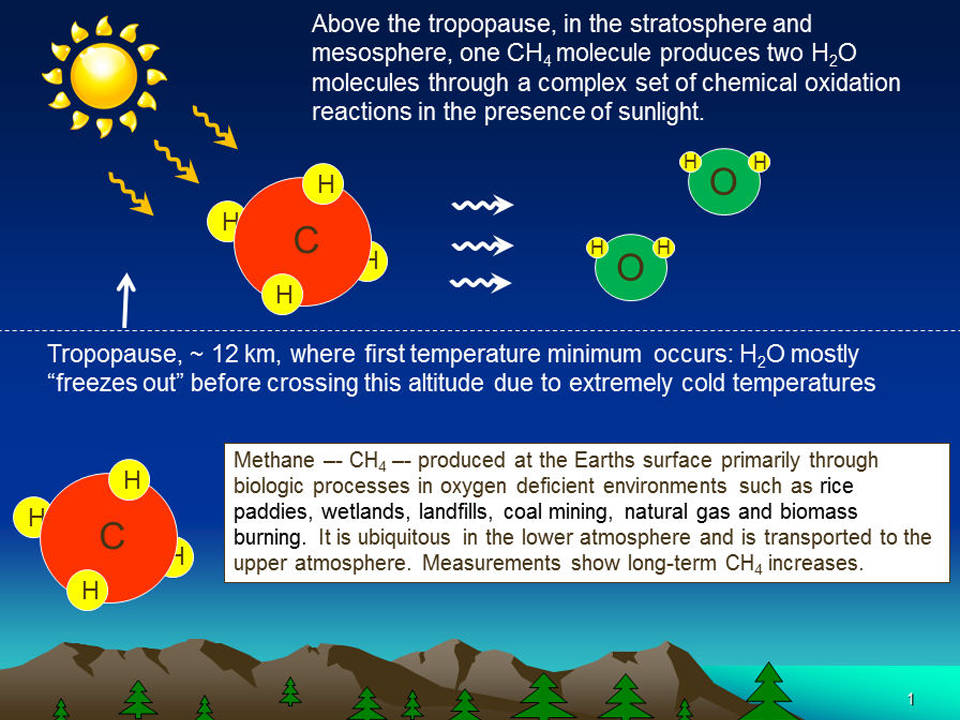 Above the tropopause, in the stratosphere and
mesosphere, one CH₄ molecule produces two H₂O
molecules through a complex set of chemical oxidation
reactions in the presence of sunlight.
H
H
C
H
H
H
H
O
H
H
O
Tropopause, ~ 12 km, where first temperature minimum occurs: H₂O mostly
“freezes out” before crossing this altitude due to extremely cold temperatures
Methane –- CH₄ –- produced at the Earths surface primarily through
biologic processes in oxygen deficient environments such as rice
paddies, wetlands, landfills, coal mining, natural gas and biomass
burning. It is ubiquitous in the lower atmosphere and is transported to the
upper atmosphere. Measurements show long-term CH₄ increases.
H
H
C
H
H
1